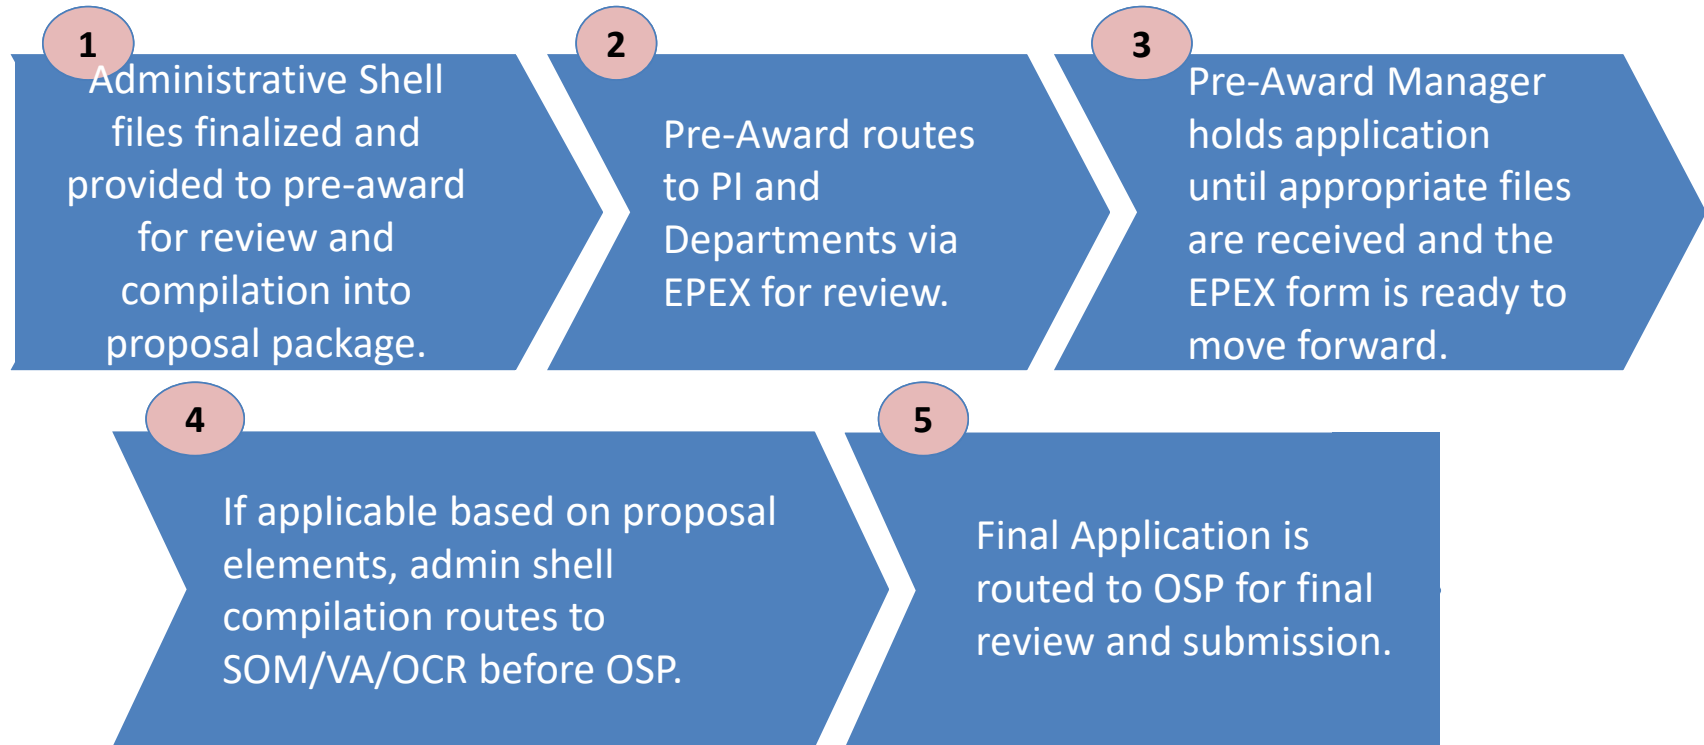 1
Administrative Shell
files finalized and
provided to pre-award
for review and
compilation into
proposal package.
2
Pre-Award routes
to PI and
Departments via
EPEX for review.
3
Pre-Award Manager
holds application
until appropriate files
are received and the
EPEX form is ready to
move forward.
4
If applicable based on proposal
elements, admin shell
compilation routes to
SOM/VA/OCR before OSP.
5
Final Application is
routed to OSP for final
review and submission.